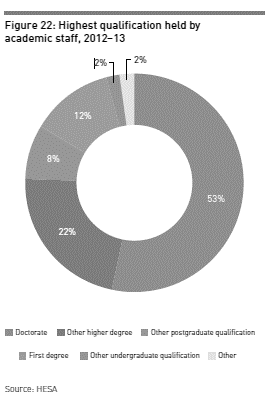 Figure 22: Highest qualification held by
academic staff, 2012–13
2%
2%
12%
8%
53%
22%
Doctorate Other higher degree Other postgraduate qualification
First degree Other undergraduate qualification Other
Source: HESA